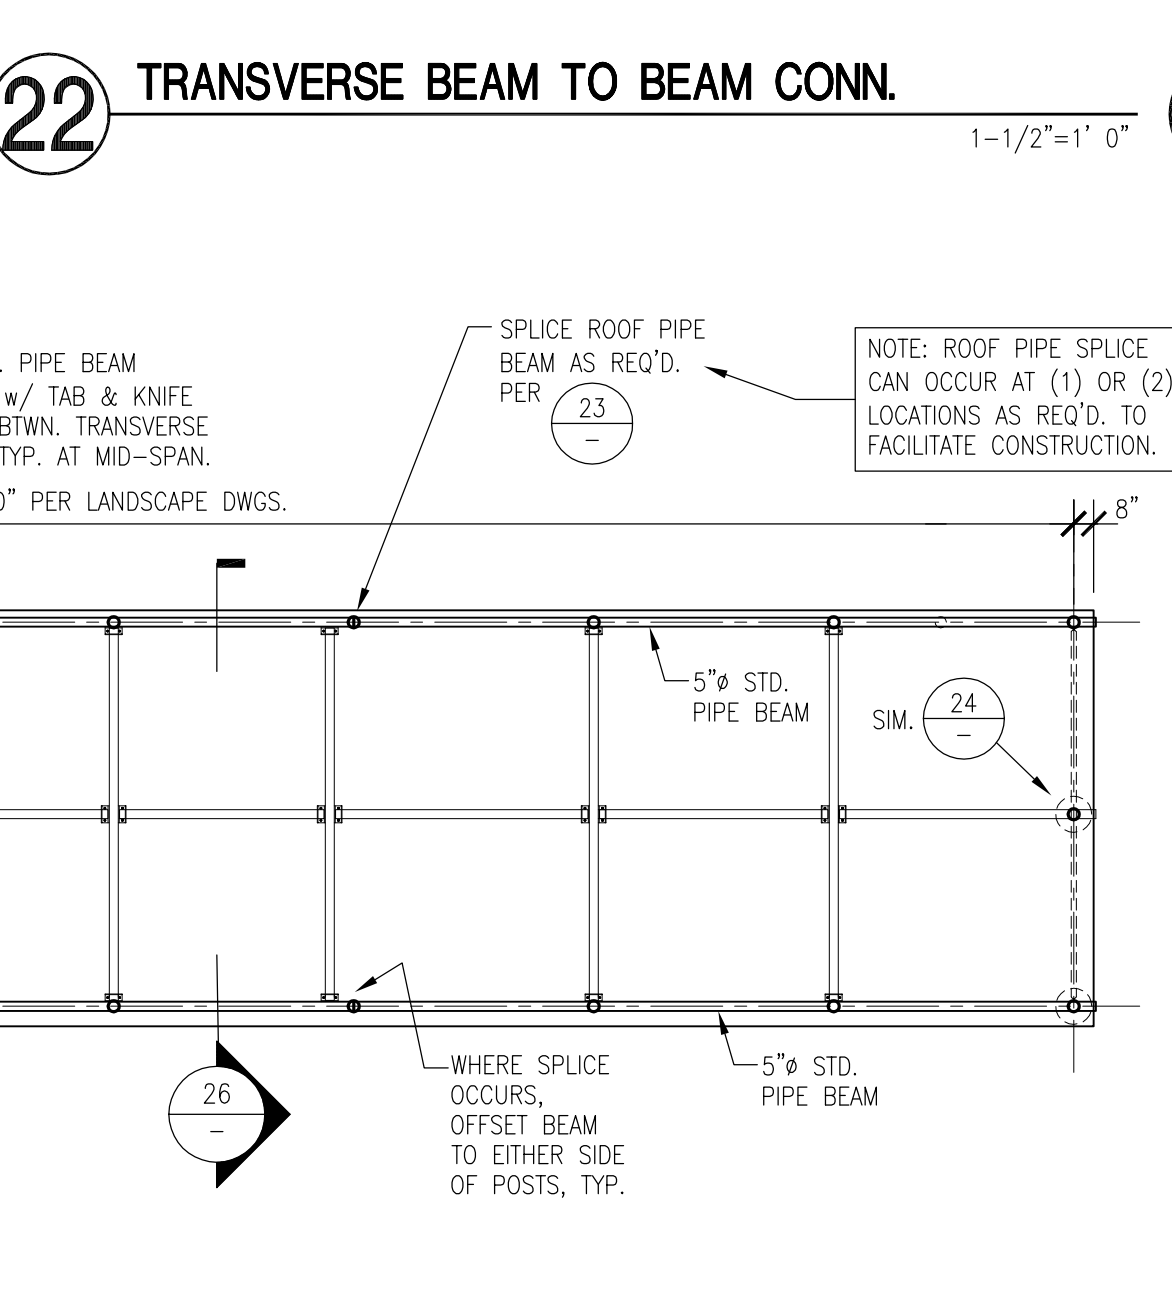 22
TRANSVERSE BEAM TO BEAM CONN.
1-1/2"=1' 0"
. PIPE BEAM
w/ TAB & KNIFE
BTWN. TRANSVERSE
TYP. AT MID-SPAN.
0" PER LANDSCAPE DWGS.
SPLICE ROOF PIPE
BEAM AS REQ'D.
PER
23
-
NOTE: ROOF PIPE SPLICE
CAN OCCUR AT (1) OR (2)
LOCATIONS AS REQ'D. TO
FACILITATE CONSTRUCTION.
8"
5"ø STD.
PIPE BEAM
SIM.
24
-
26
-
WHERE SPLICE
OCCURS,
OFFSET BEAM
TO EITHER SIDE
OF POSTS, TYP.
5"ø STD.
PIPE BEAM